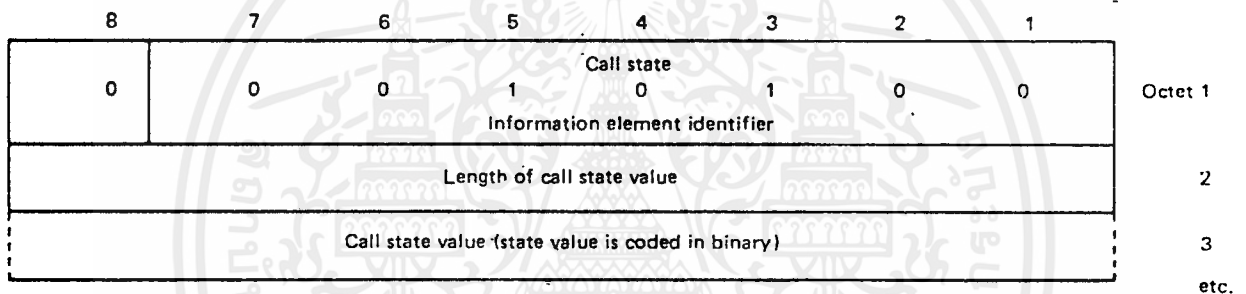 8 7 6 5 4 3 2 1
Call state
0 0 0 1 0 1 0 0 Octet 1
Information element identifier
Length of call state value 2
Call state value (state value is coded in binary) 3
etc.